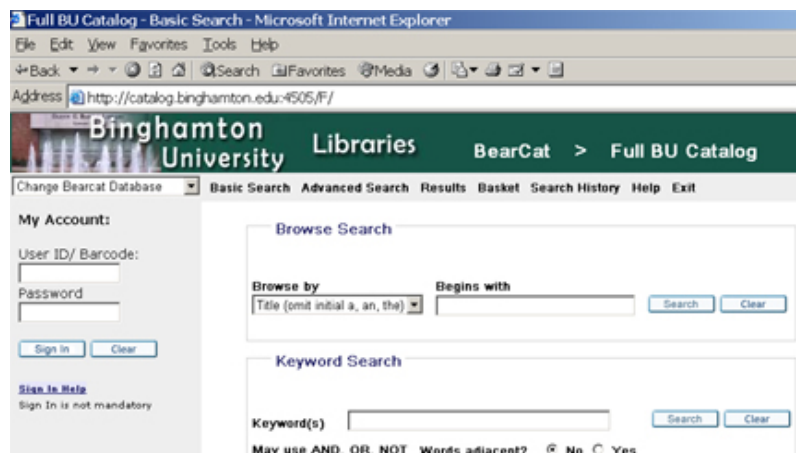 Full BU Catalog - Basic Search - Microsoft Internet Explorer
File Edit View Favorites Tools Help
Back Search Favorites Media
Address http://catalog.binghamton.edu:4505/F/
Binghamton University Libraries BearCat > Full BU Catalog
Change Bearcat Database Basic Search Advanced Search Results Basket Search History Help Exit
My Account:
User ID/ Barcode:
Password
Sign In Clear
Sign In Help
Sign In is not mandatory
Browse Search
Browse by Begins with
Title (omit initial a, an, the) Search Clear
Keyword Search
Keyword(s) Search Clear
May use AND, OR, NOT Words adjacent? No Yes